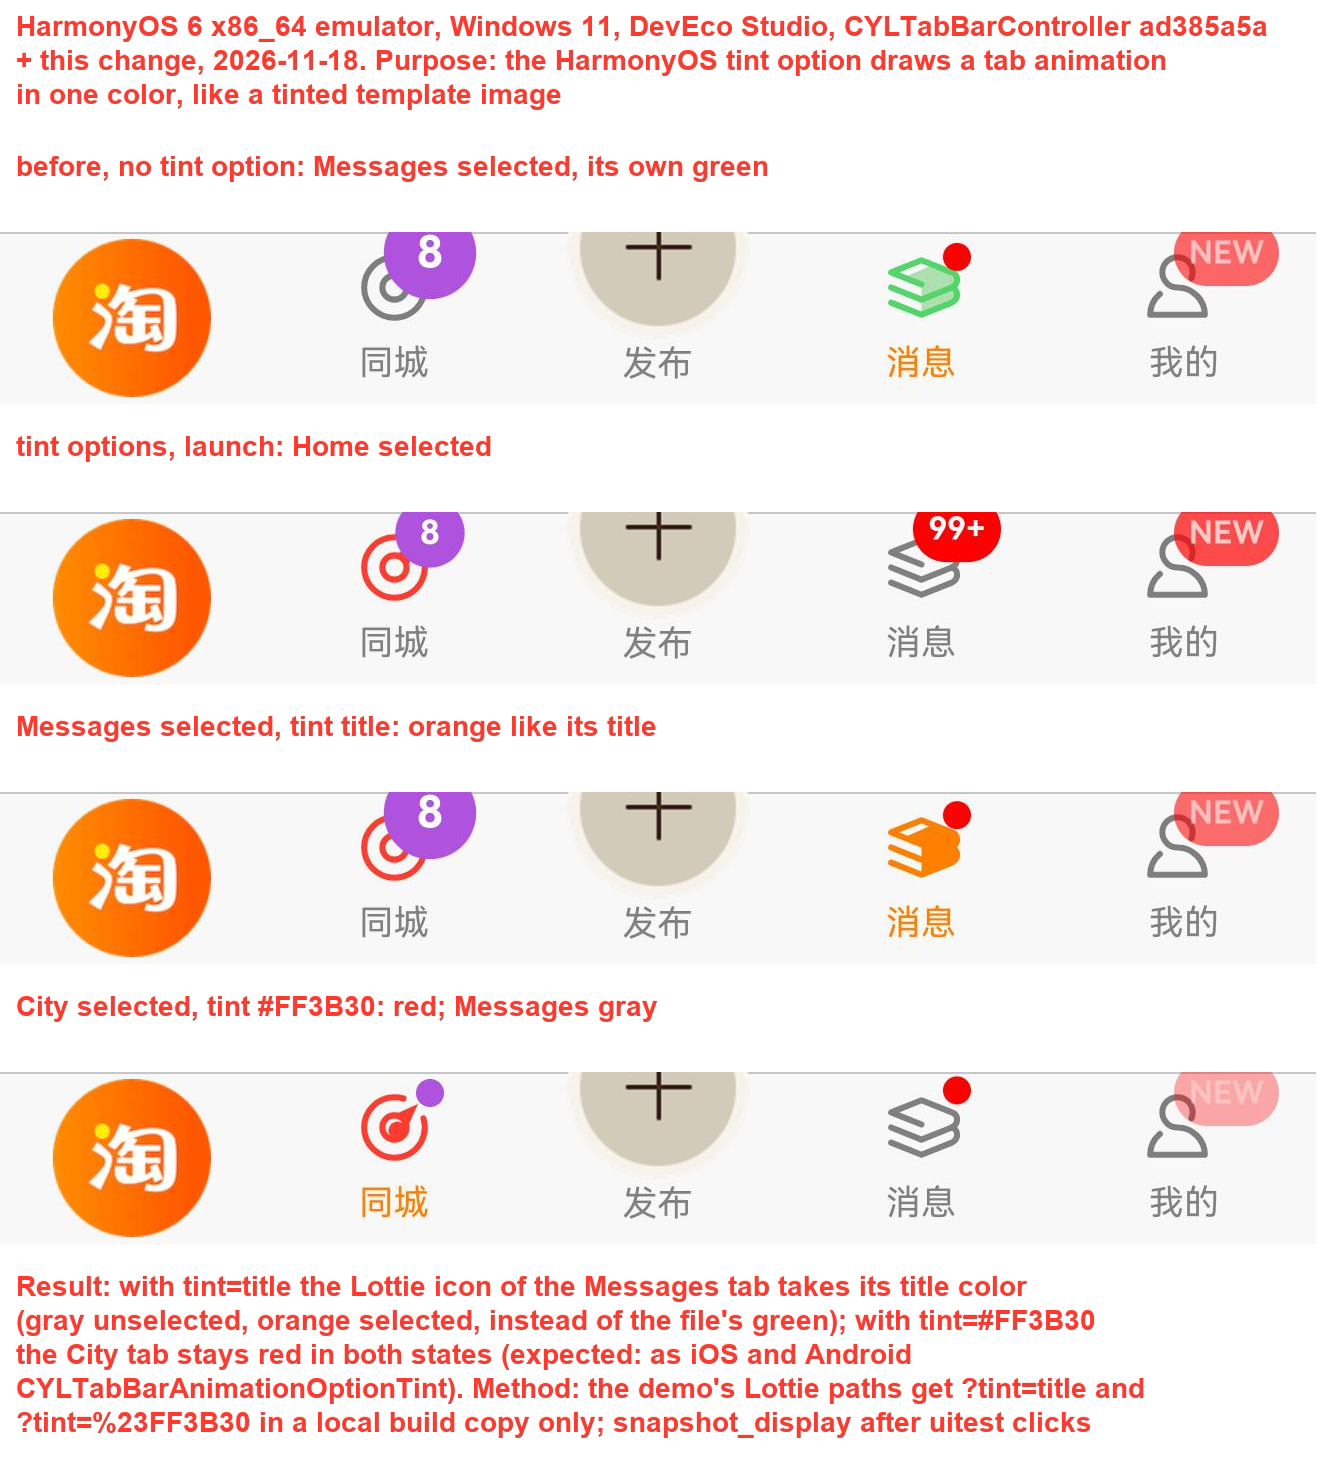 HarmonyOS 6 x86_64 emulator, Windows 11, DevEco Studio, CYLTabBarController ad385a5a
+ this change, 2026-11-18. Purpose: the HarmonyOS tint option draws a tab animation
in one color, like a tinted template image
before, no tint option: Messages selected, its own green
8
NEW
淘
同城
发布
消息
我的
tint options, launch: Home selected
8
99+
NEW
淘
同城
发布
消息
我的
Messages selected, tint title: orange like its title
8
NEW
淘
同城
发布
消息
我的
City selected, tint #FF3B30: red; Messages gray
NEW
淘
同城
发布
消息
我的
Result: with tint=title the Lottie icon of the Messages tab takes its title color
(gray unselected, orange selected, instead of the file's green); with tint=#FF3B30
the City tab stays red in both states (expected: as iOS and Android
CYLTabBarAnimationOptionTint). Method: the demo's Lottie paths get ?tint=title and
?tint=%23FF3B30 in a local build copy only; snapshot_display after uitest clicks